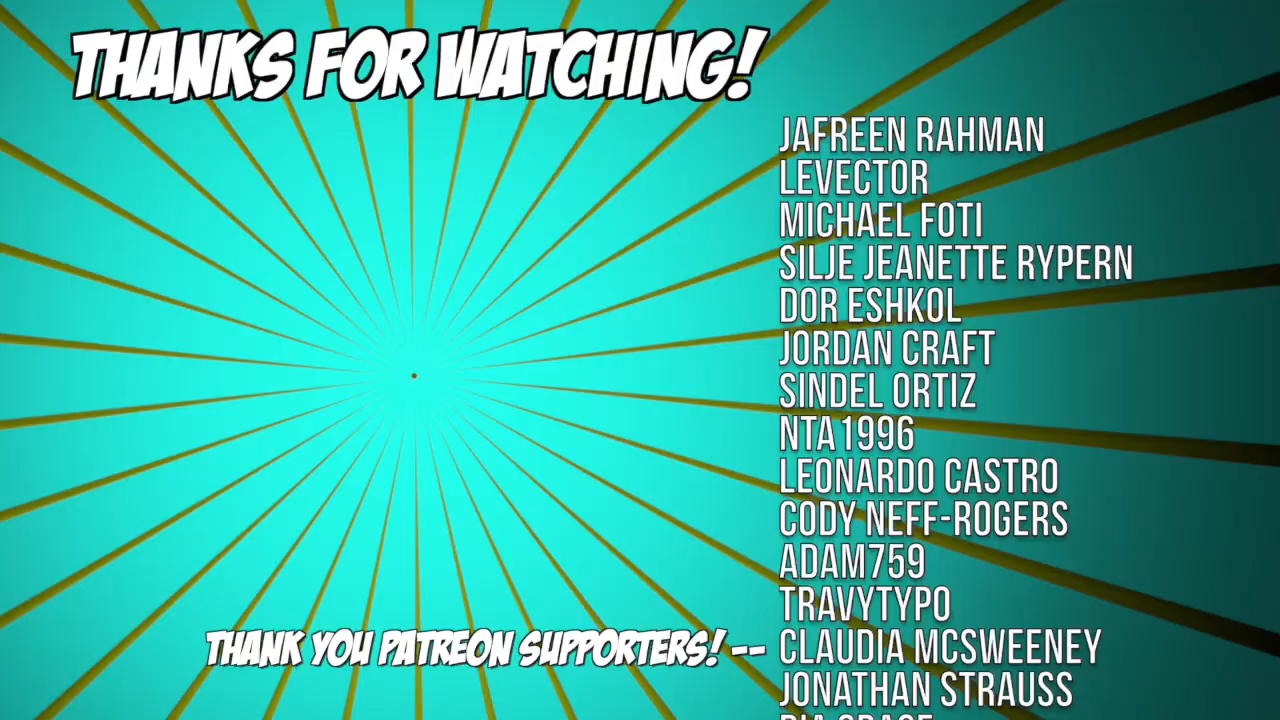 THANKS FOR WATCHING!
JAFREEN RAHMAN
LEVECTOR
MICHAEL FOTI
SILJE JEANETTE RYPERN
DOR ESHKOL
JORDAN CRAFT
SINDEL ORTIZ
NTA1996
LEONARDO CASTRO
CODY NEFF-ROGERS
ADAM759
TRAVYTYPO
THANK YOU PATREON SUPPORTERS! -- CLAUDIA MCSWEENEY
JONATHAN STRAUSS